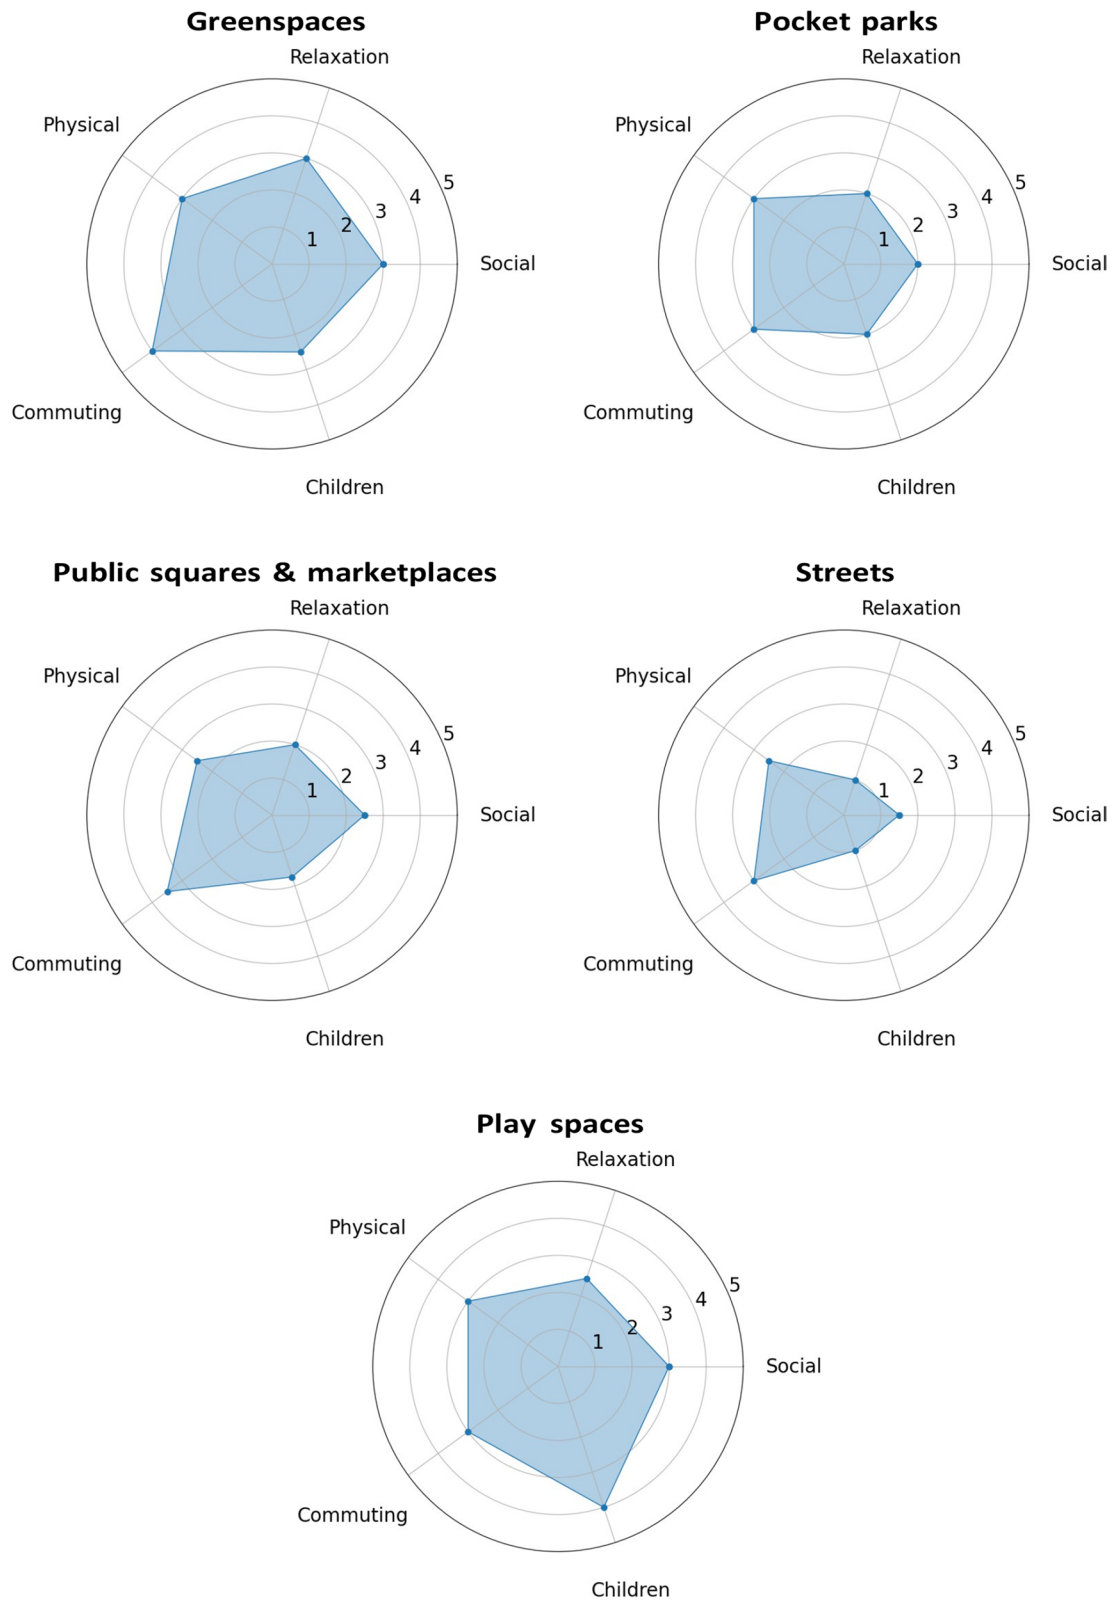 Greenspaces
Relaxation
Physical
5
4
3
2
1
Social
Commuting
Children
Pocket parks
Relaxation
Physical
5
4
3
2
1
Social
Commuting
Children
Public squares & marketplaces
Relaxation
Physical
5
4
3
2
1
Social
Commuting
Children
Streets
Relaxation
Physical
5
4
3
2
1
Social
Commuting
Children
Play spaces
Relaxation
Physical
5
4
3
2
1
Social
Commuting
Children